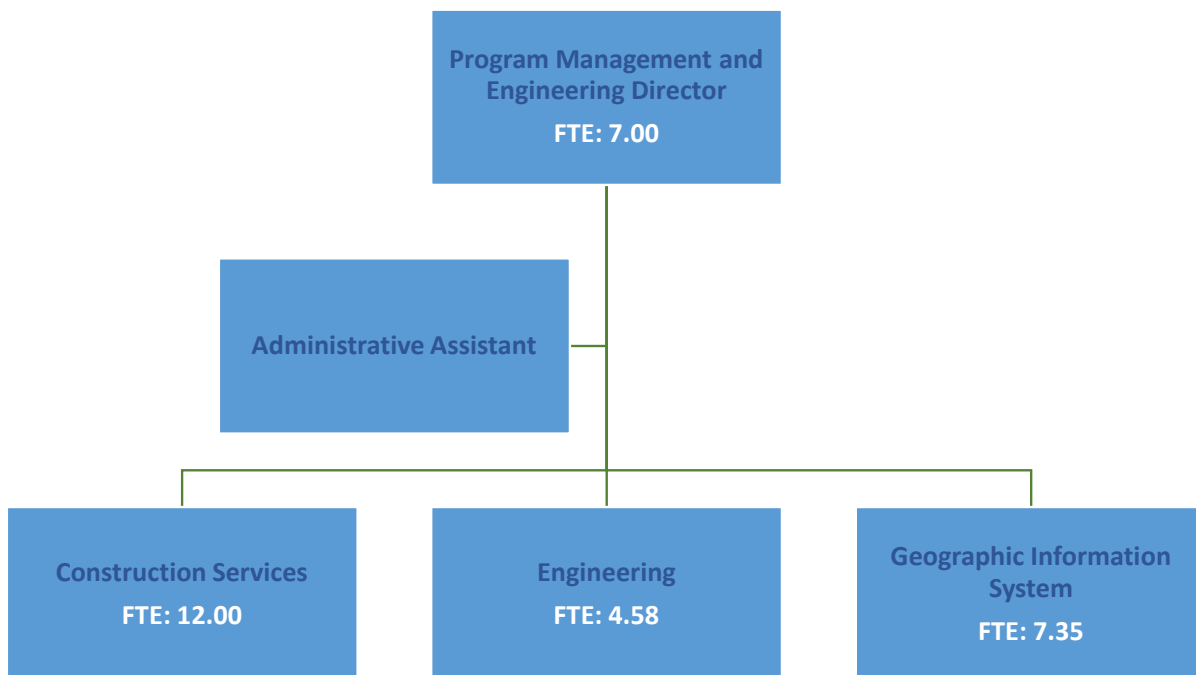 Program Management and
Engineering Director
FTE: 7.00
Administrative Assistant
Construction Services
FTE: 12.00
Engineering
FTE: 4.58
Geographic Information
System
FTE: 7.35